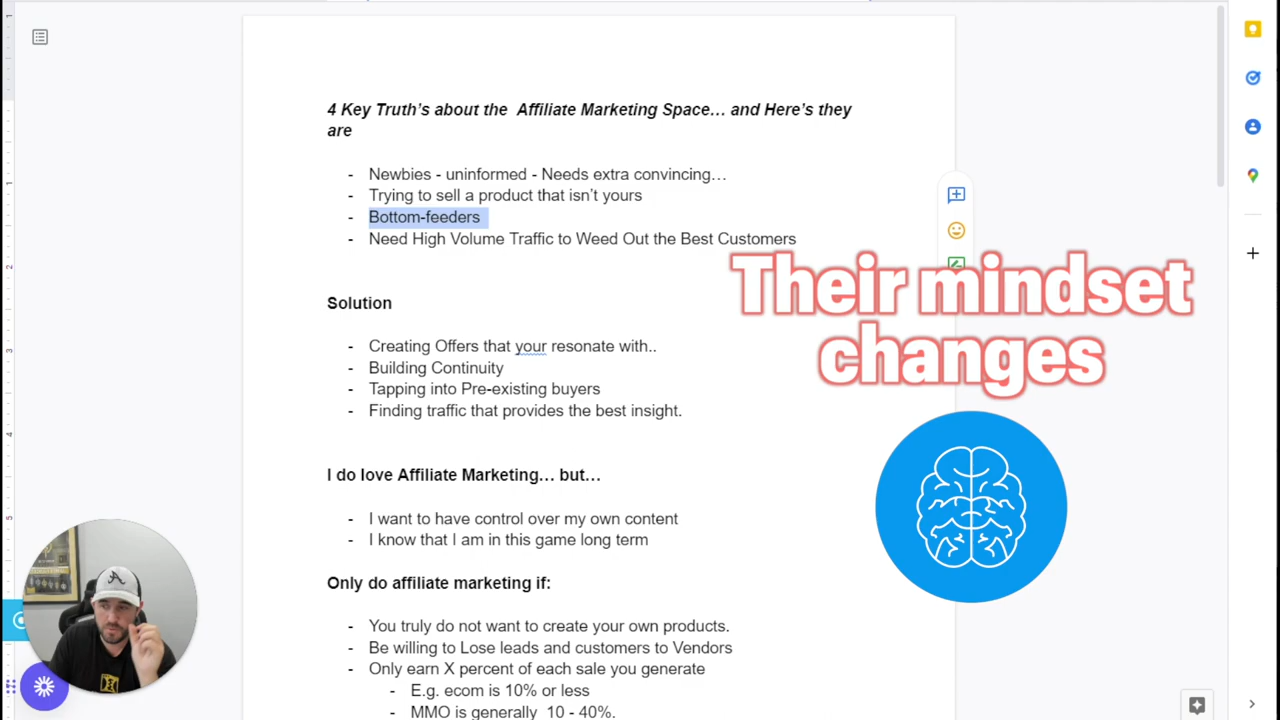 4 Key Truth's about the  Affiliate Marketing Space… and Here's they
are
- Newbies - uninformed - Needs extra convincing…
- Trying to sell a product that isn't yours
- Bottom-feeders
- Need High Volume Traffic to Weed Out the Best Customers
Their mindset
changes
Solution
- Creating Offers that your resonate with..
- Building Continuity
- Tapping into Pre-existing buyers
- Finding traffic that provides the best insight.
I do love Affiliate Marketing… but…
- I want to have control over my own content
- I know that I am in this game long term
Only do affiliate marketing if:
- You truly do not want to create your own products.
- Be willing to Lose leads and customers to Vendors
- Only earn X percent of each sale you generate
- E.g. ecom is 10% or less
- MMO is generally  10 - 40%.